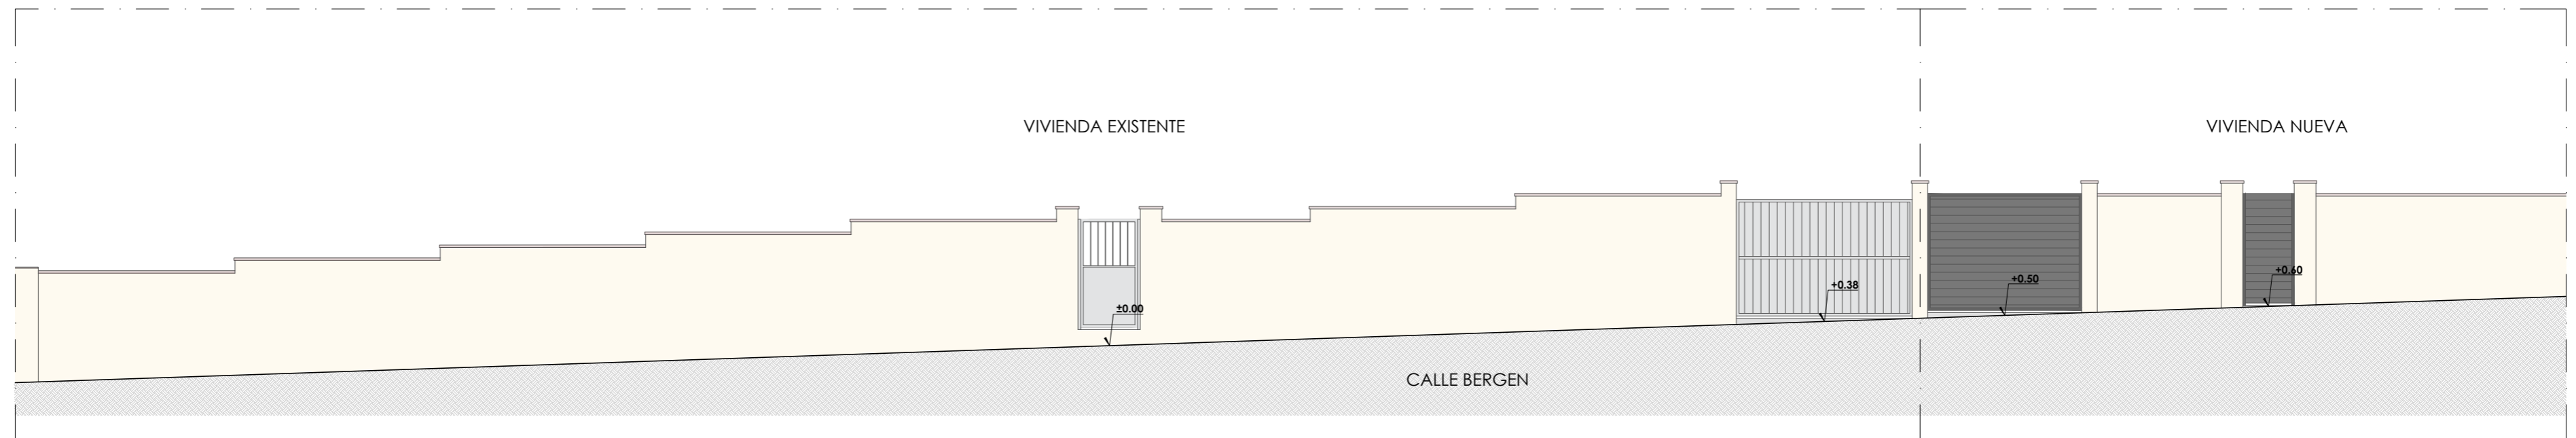 VIVIENDA EXISTENTE
VIVIENDA NUEVA
±0.00
+0.38
+0.50
+0.60
CALLE BERGEN